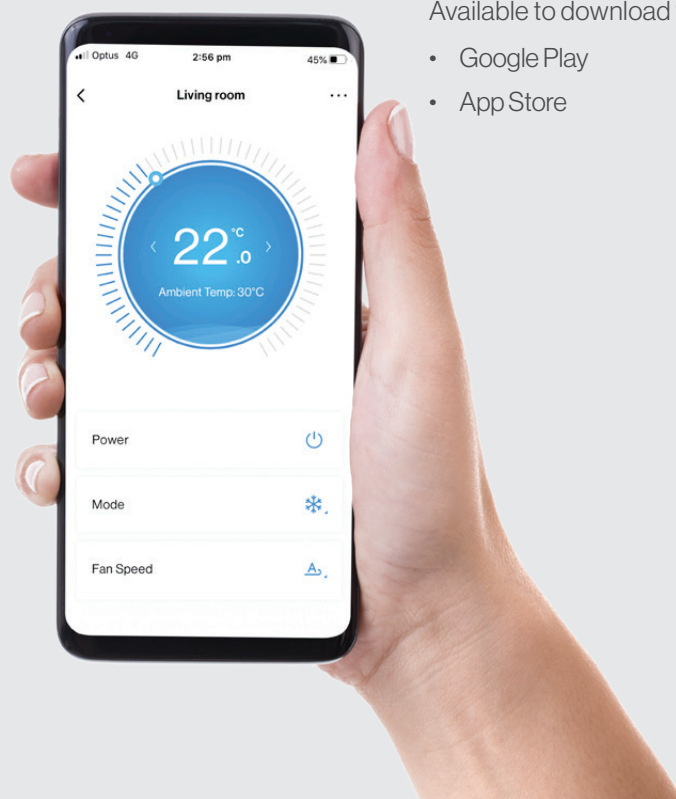 Available to download
• Google Play
• App Store
Optus 4G 2:56 pm 45%
Living room
22.0°C
Ambient Temp: 30°C
Power
Mode
Fan Speed
A